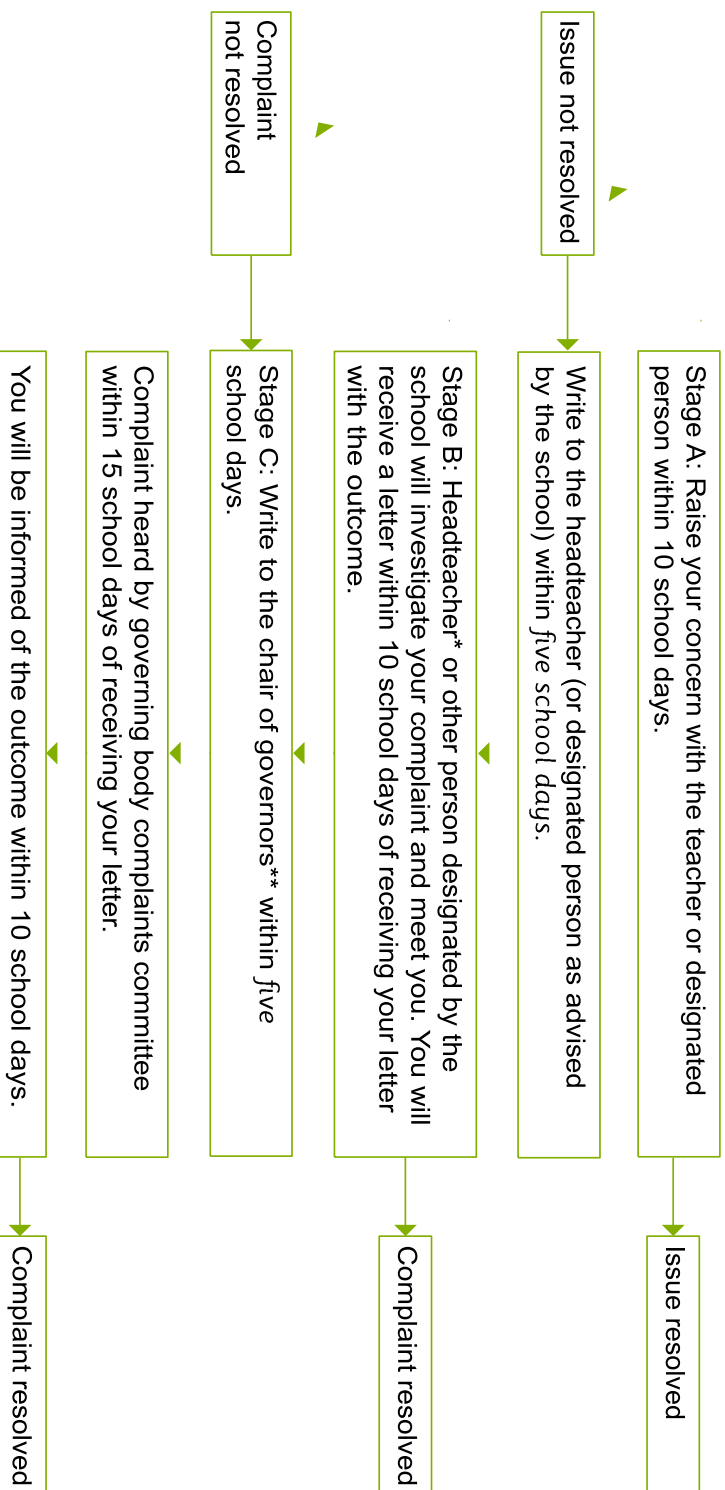 Stage A: Raise your concern with the teacher or designated
person within 10 school days.
Issue resolved
Issue not resolved
Write to the headteacher (or designated person as advised
by the school) within five school days.
Stage B: Headteacher* or other person designated by the
school will investigate your complaint and meet you. You will
receive a letter within 10 school days of receiving your letter
with the outcome.
Complaint resolved
Complaint
not resolved
Stage C: Write to the chair of governors** within five
school days.
Complaint heard by governing body complaints committee
within 15 school days of receiving your letter.
You will be informed of the outcome within 10 school days.
Complaint resolved